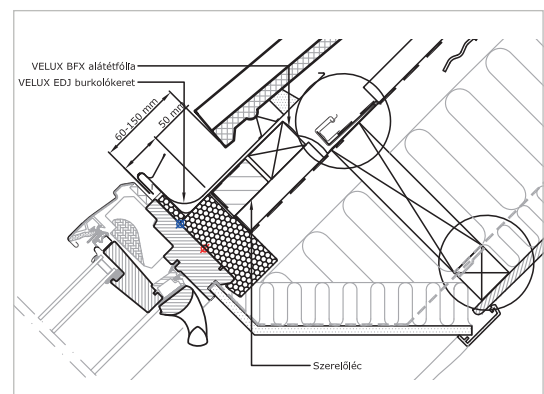 VELUX BFX alátétfólia
VELUX EDJ burkolókeret
60-150 mm
50 mm
Szerelőléc